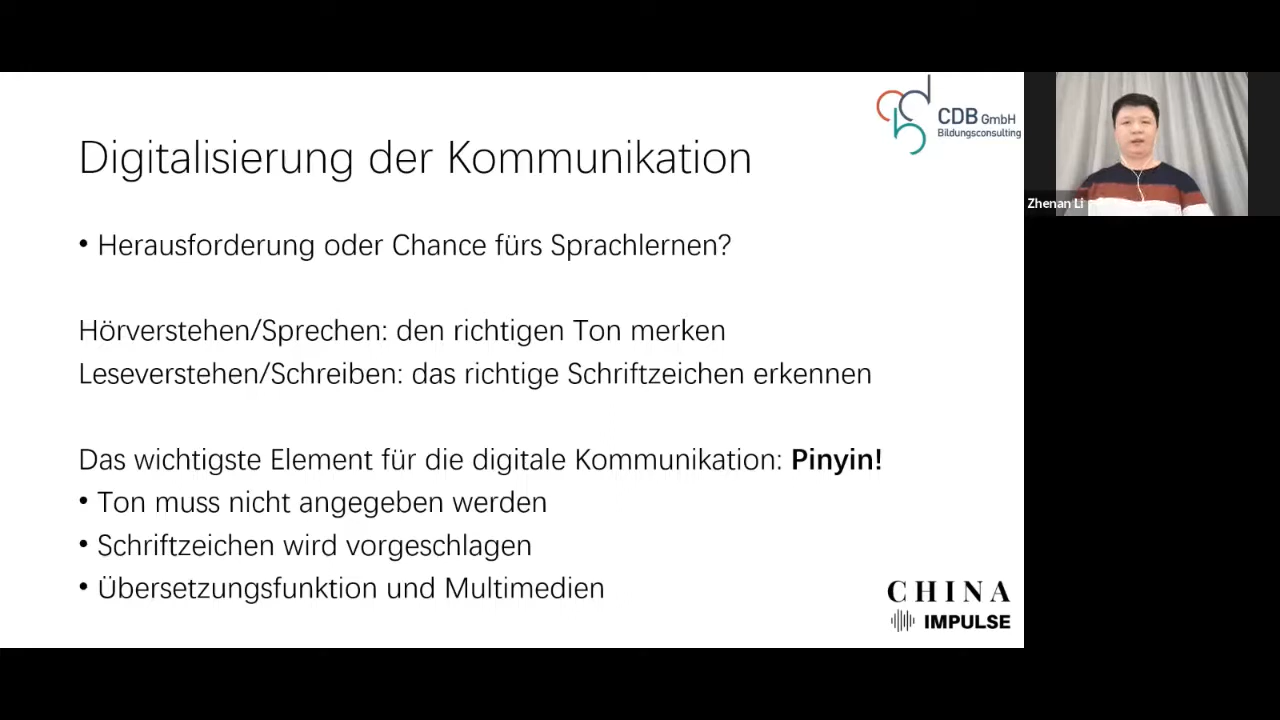 Digitalisierung der Kommunikation
• Herausforderung oder Chance fürs Sprachlernen?
Hörverstehen/Sprechen: den richtigen Ton merken
Leseverstehen/Schreiben: das richtige Schriftzeichen erkennen
Das wichtigste Element für die digitale Kommunikation: Pinyin!
• Ton muss nicht angegeben werden
• Schriftzeichen wird vorgeschlagen
• Übersetzungsfunktion und Multimedien
CDB GmbH
Bildungsconsulting
CHINA
IMPULSE
Zhenan Li